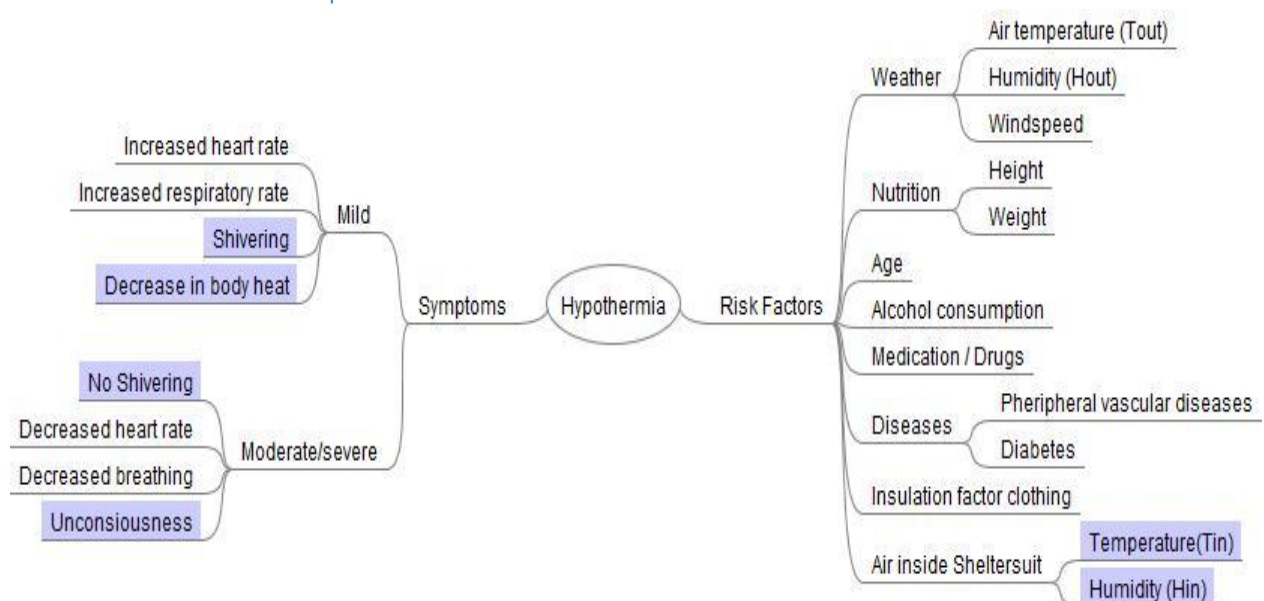 Increased heart rate
Increased respiratory rate
Shivering
Decrease in body heat
Mild
No Shivering
Decreased heart rate
Decreased breathing
Unconsiousness
Moderate/severe
Symptoms
Hypothermia
Risk Factors
Weather
Air temperature (Tout)
Humidity (Hout)
Windspeed
Nutrition
Height
Weight
Age
Alcohol consumption
Medication / Drugs
Diseases
Pheripheral vascular diseases
Diabetes
Insulation factor clothing
Air inside Sheltersuit
Temperature(Tin)
Humidity (Hin)